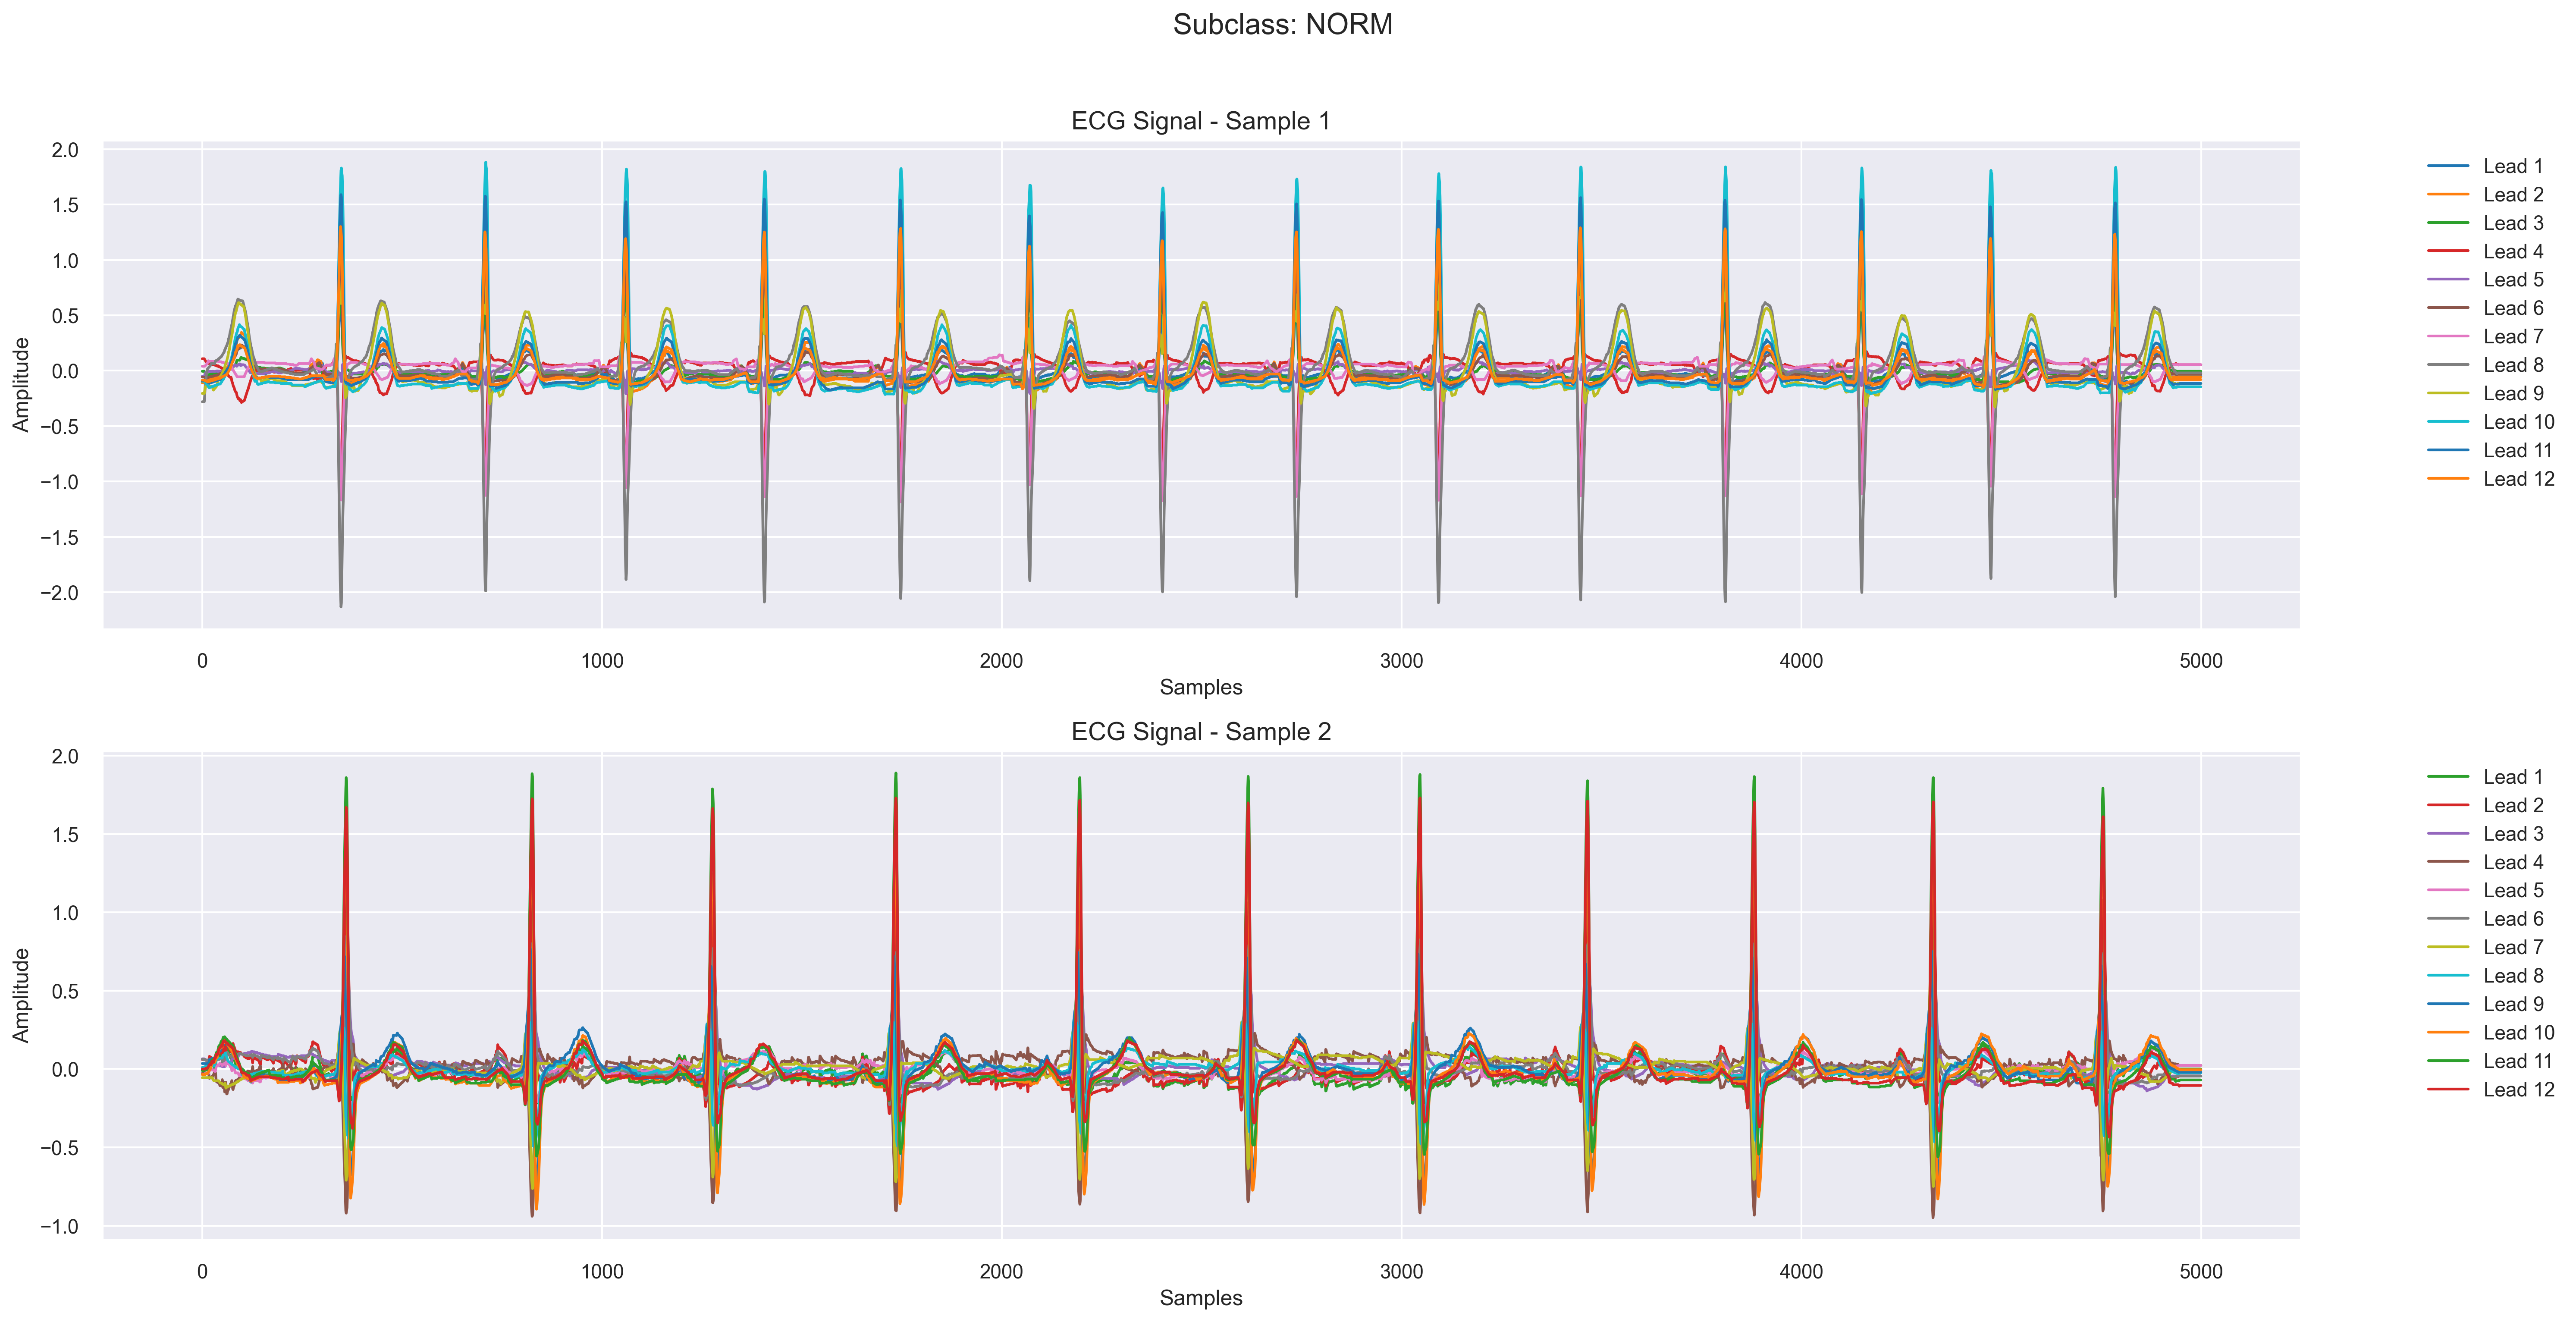 Subclass: NORM
ECG Signal - Sample 1
2.0
1.5
1.0
0.5
0.0
−0.5
−1.0
−1.5
−2.0
Amplitude
0 1000 2000 3000 4000 5000
Samples
Lead 1
Lead 2
Lead 3
Lead 4
Lead 5
Lead 6
Lead 7
Lead 8
Lead 9
Lead 10
Lead 11
Lead 12
ECG Signal - Sample 2
2.0
1.5
1.0
0.5
0.0
−0.5
−1.0
Amplitude
0 1000 2000 3000 4000 5000
Samples
Lead 1
Lead 2
Lead 3
Lead 4
Lead 5
Lead 6
Lead 7
Lead 8
Lead 9
Lead 10
Lead 11
Lead 12